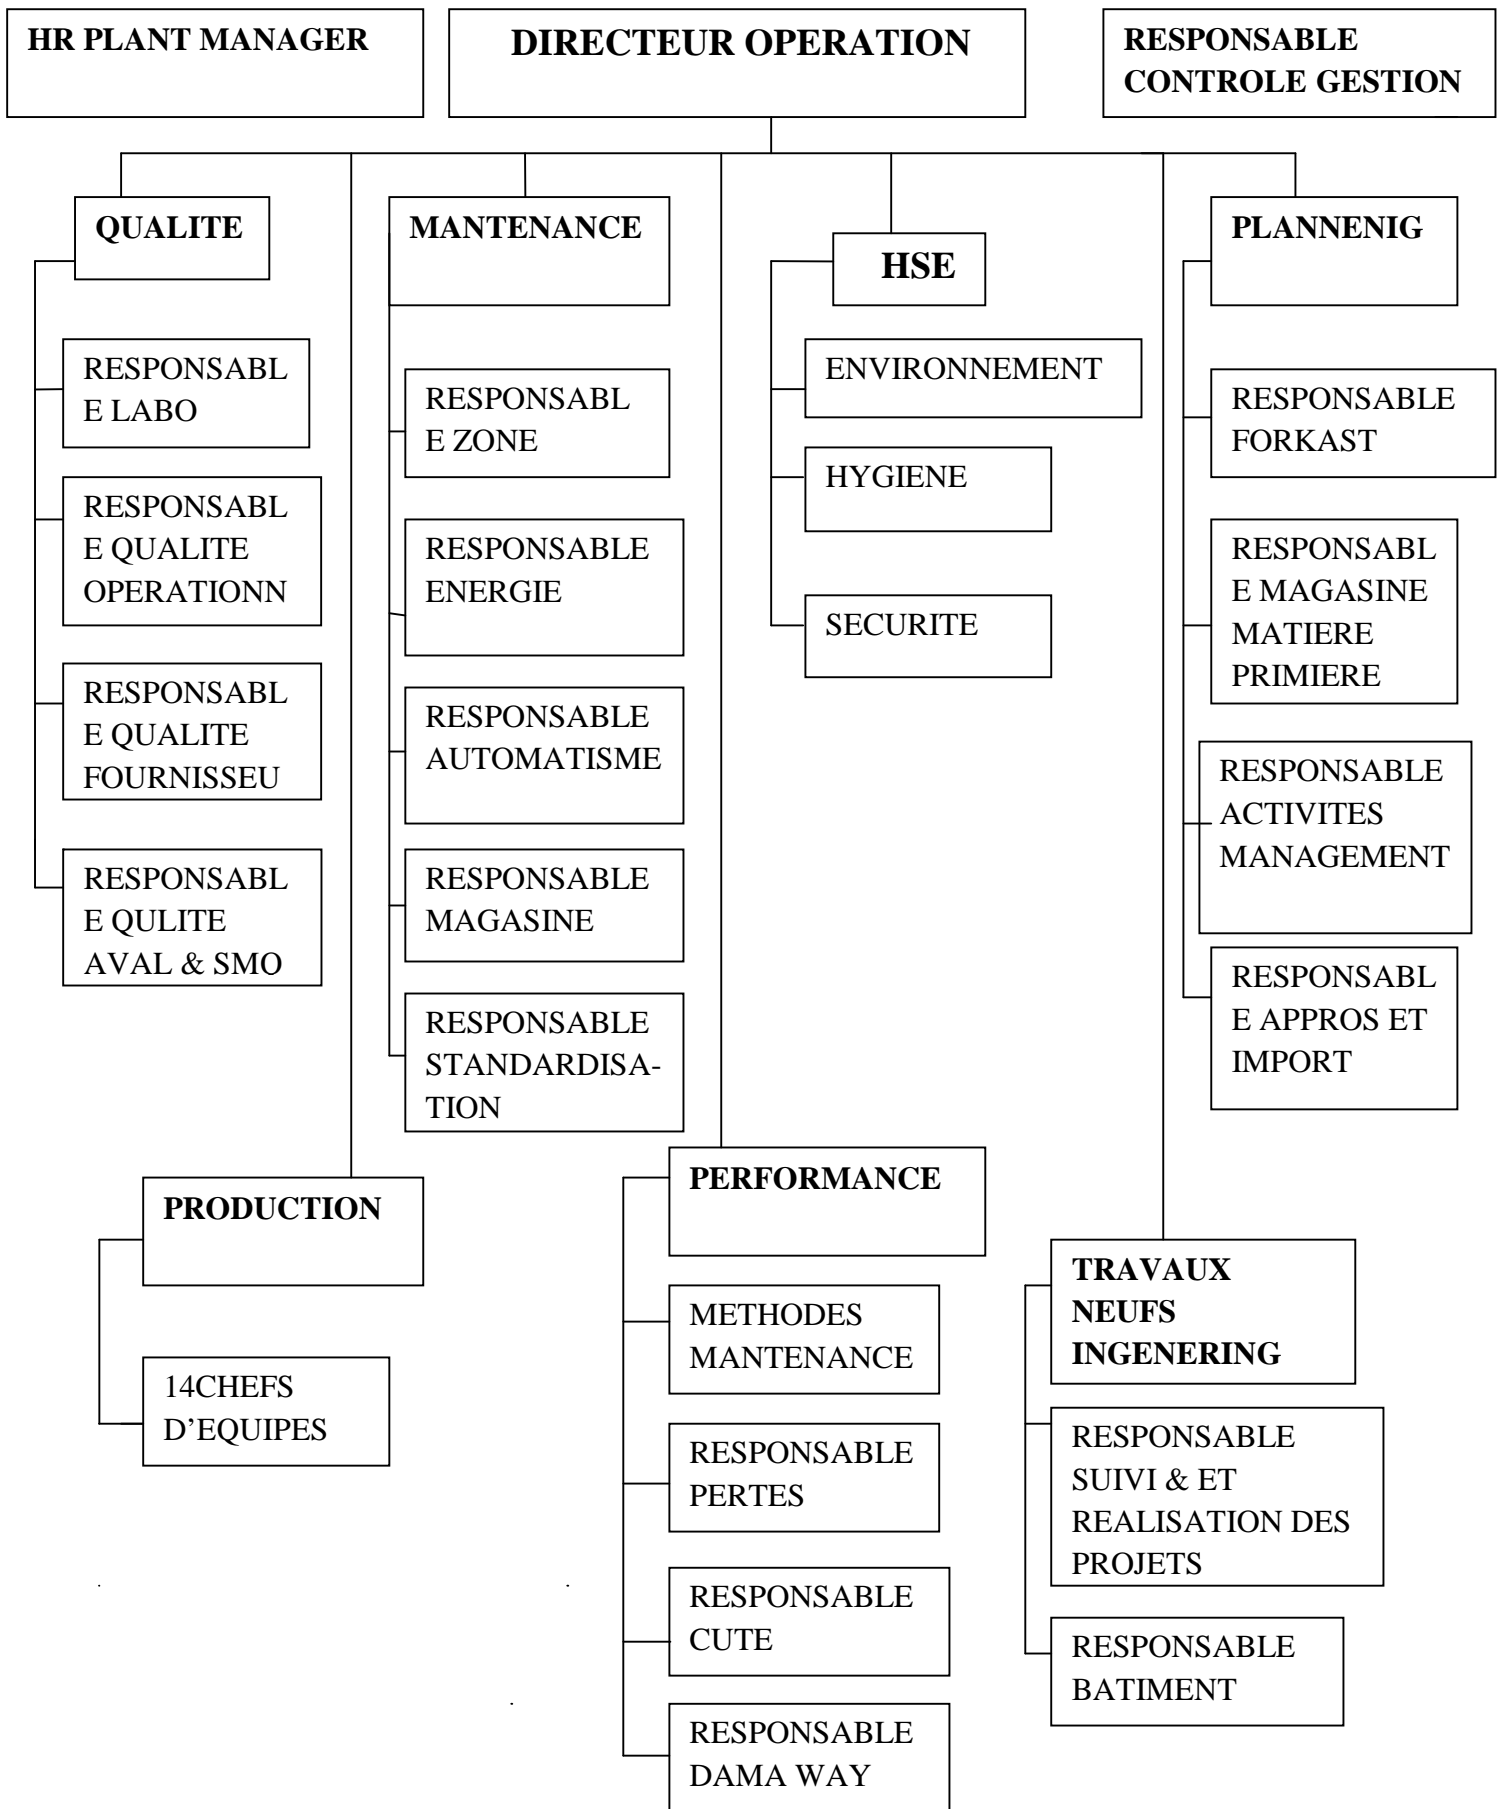 HR PLANT MANAGER
DIRECTEUR OPERATION
RESPONSABLE
CONTROLE GESTION
QUALITE
RESPONSABL
E LABO
RESPONSABL
E QUALITE
OPERATIONN
RESPONSABL
E QUALITE
FOURNISSEU
RESPONSABL
E QULITE
AVAL & SMQ
MANTENANCE
RESPONSABL
E ZONE
RESPONSABLE
ENERGIE
RESPONSABLE
AUTOMATISME
RESPONSABLE
MAGASINE
RESPONSABLE
STANDARDISA-
TION
HSE
ENVIRONNEMENT
HYGIENE
SECURITE
PLANNENIG
RESPONSABLE
FORKAST
RESPONSABL
E MAGASINE
MATIERE
PRIMIERE
RESPONSABLE
ACTIVITES
MANAGEMENT
RESPONSABL
E APPROS ET
IMPORT
PRODUCTION
14CHEFS
D’EQUIPES
PERFORMANCE
METHODES
MANTENANCE
RESPONSABLE
PERTES
RESPONSABLE
CUTE
RESPONSABLE
DAMA WAY
TRAVAUX
NEUFS
INGENERING
RESPONSABLE
SUIVI & ET
REALISATION DES
PROJETS
RESPONSABLE
BATIMENT